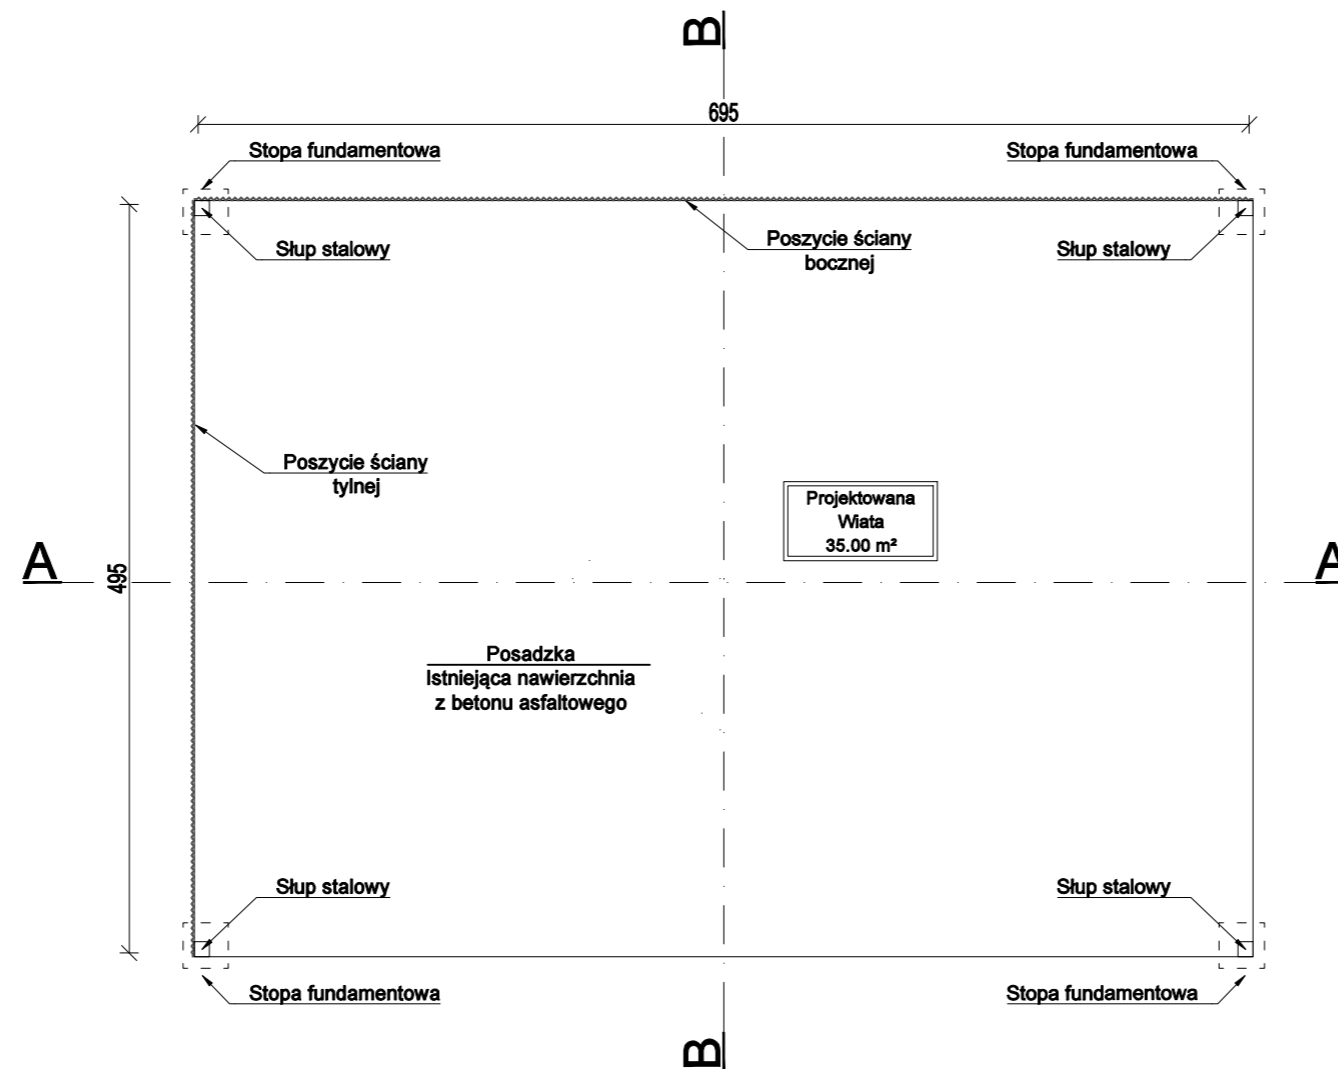 B
695
Stopa fundamentowa
Stopa fundamentowa
Słup stalowy
Poszycie ściany
bocznej
Słup stalowy
Poszycie ściany
tylnej
Projektowana
Wiata
35.00 m²
A
495
A
Posadzka
Istniejąca nawierzchnia
z betonu asfaltowego
Słup stalowy
Słup stalowy
Stopa fundamentowa
Stopa fundamentowa
B